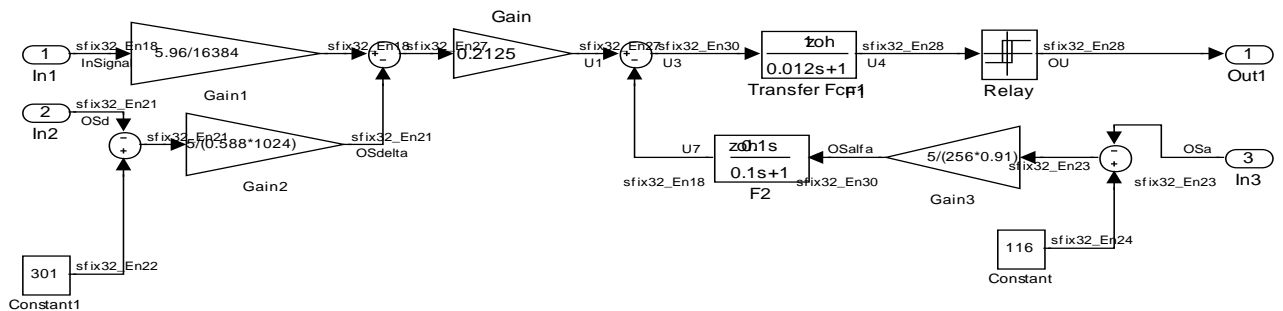 Gain
sfix32_En18
5.96/16384
sfix32_En18
sfix32_En27
0.2125
sfix32_En27
sfix32_En30
zoh
0.012s+1
sfix32_En28
sfix32_En28
1
In1
InSignal
U1
U3
U4
OU
1
Out1
Gain1
Transfer Fcn1
Relay
2
In2
sfix32_En21
OSd
sfix32_En21
5/(0.588*1024)
sfix32_En21
OSdelta
Gain2
U7
sfix32_En18
0.1s
0.1s+1
F2
OSalfa
sfix32_En30
5/(256*0.91)
sfix32_En23
Gain3
OSa
sfix32_En23
3
In3
301
sfix32_En22
Constant1
116
sfix32_En24
Constant